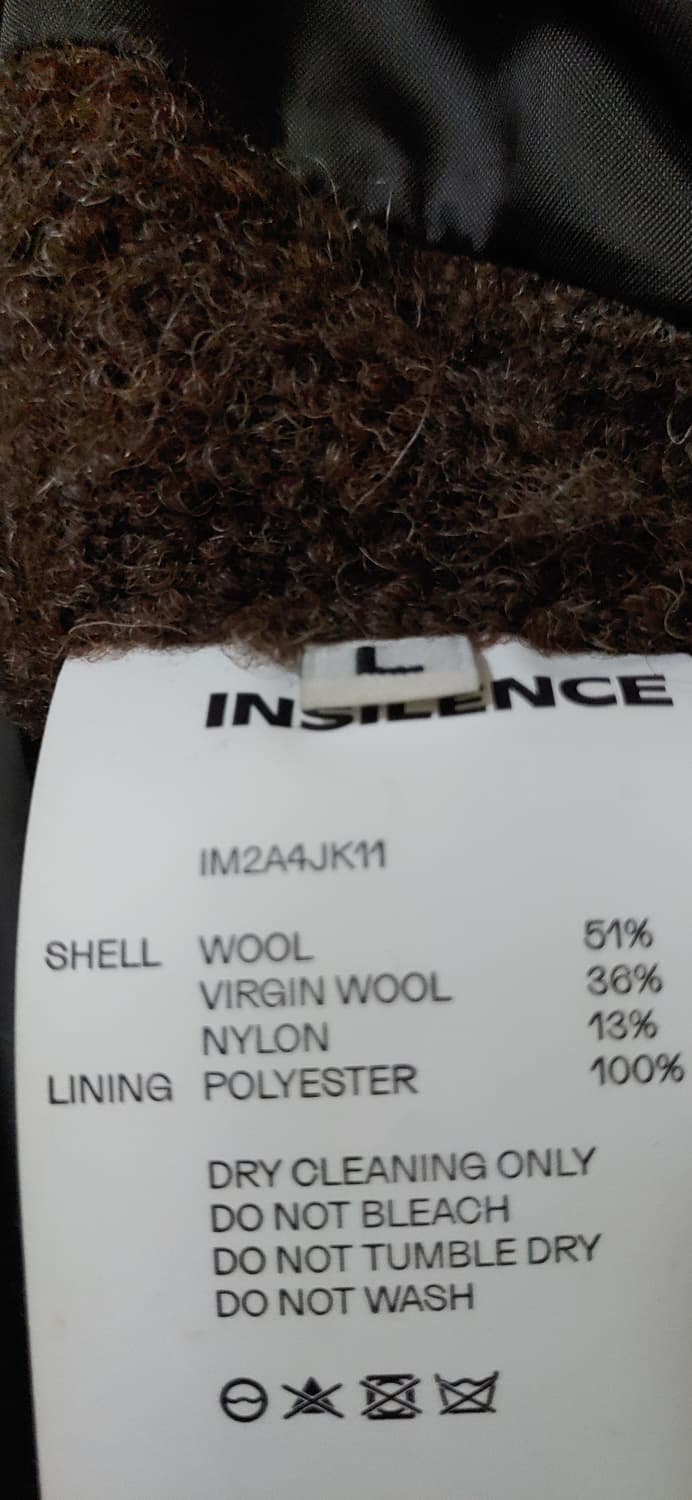 L
INSILENCE
IM2A4JK11
SHELL WOOL 51%
VIRGIN WOOL 36%
NYLON 13%
LINING POLYESTER 100%
DRY CLEANING ONLY
DO NOT BLEACH
DO NOT TUMBLE DRY
DO NOT WASH